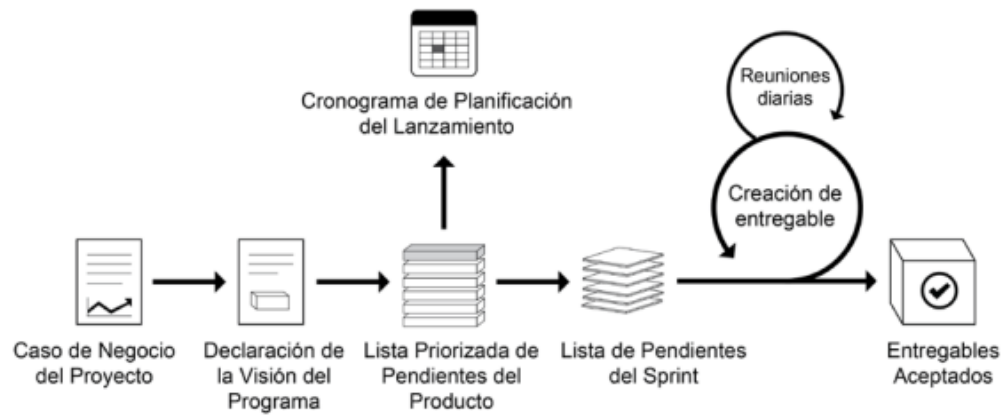 Cronograma de Planificación
del Lanzamiento
Reuniones
diarias
Creación de
entregable
Caso de Negocio
del Proyecto
Declaración de
la Visión del
Programa
Lista Priorizada de
Pendientes del
Producto
Lista de Pendientes
del Sprint
Entregables
Aceptados